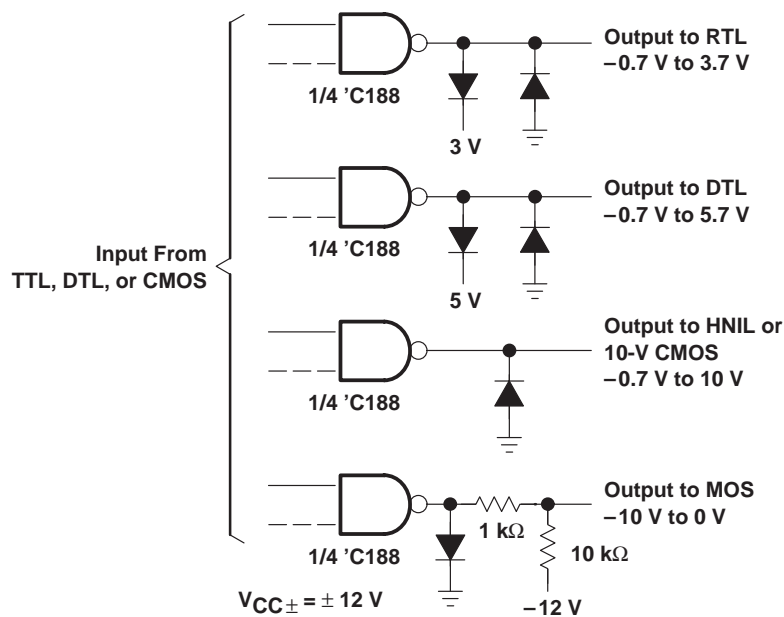 1/4 'C188
3 V
Output to RTL
–0.7 V to 3.7 V
1/4 'C188
5 V
Output to DTL
–0.7 V to 5.7 V
Input From
TTL, DTL, or CMOS
1/4 'C188
Output to HNIL or
10-V CMOS
–0.7 V to 10 V
1/4 'C188
1 kΩ
10 kΩ
–12 V
Output to MOS
–10 V to 0 V
VCC± = ± 12 V